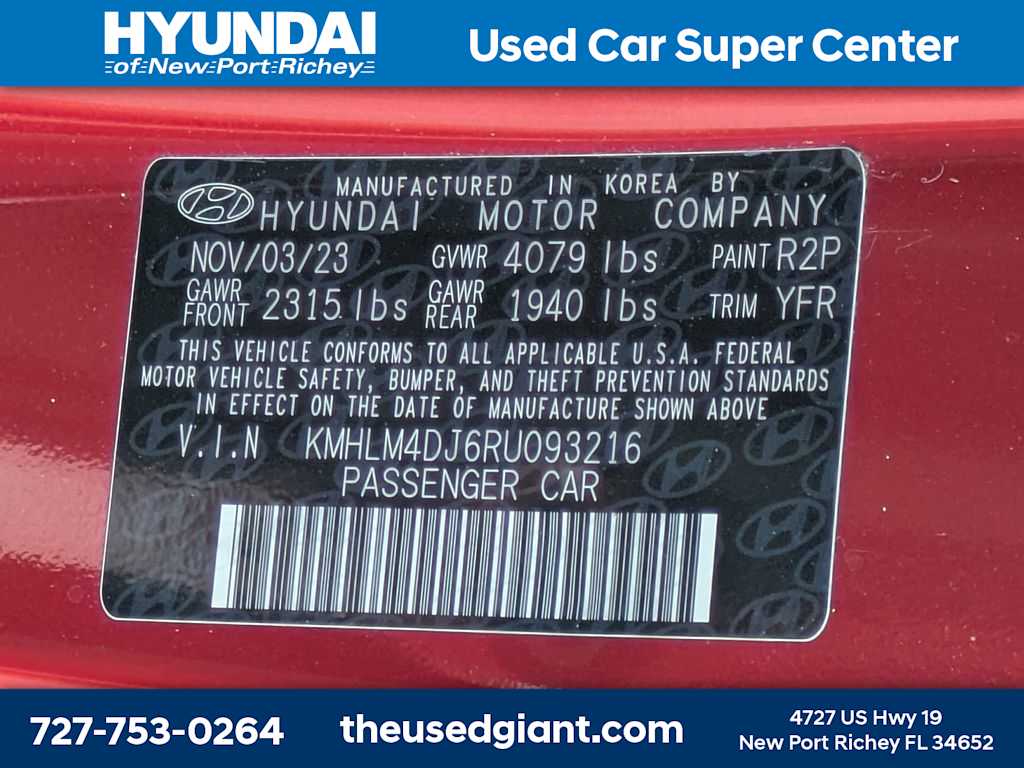 HYUNDAI
of New Port Richey
Used Car Super Center
MANUFACTURED IN KOREA BY
HYUNDAI MOTOR COMPANY
NOV/03/23 GVWR 4079 lbs PAINT R2P
GAWR FRONT 2315 lbs GAWR REAR 1940 lbs TRIM YFR
THIS VEHICLE CONFORMS TO ALL APPLICABLE U.S.A. FEDERAL
MOTOR VEHICLE SAFETY, BUMPER, AND THEFT PREVENTION STANDARDS
IN EFFECT ON THE DATE OF MANUFACTURE SHOWN ABOVE
V.I.N KMHLM4DJ6RU093216
PASSENGER CAR
727-753-0264
theusedgiant.com
4727 US Hwy 19
New Port Richey FL 34652